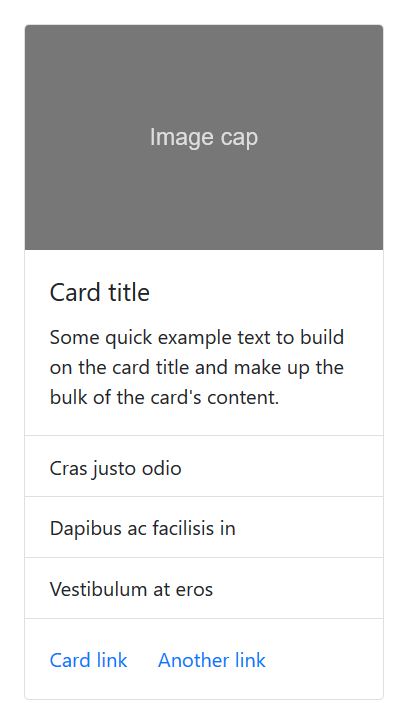 Image cap
Card title
Some quick example text to build
on the card title and make up the
bulk of the card's content.
Cras justo odio
Dapibus ac facilisis in
Vestibulum at eros
Card link Another link